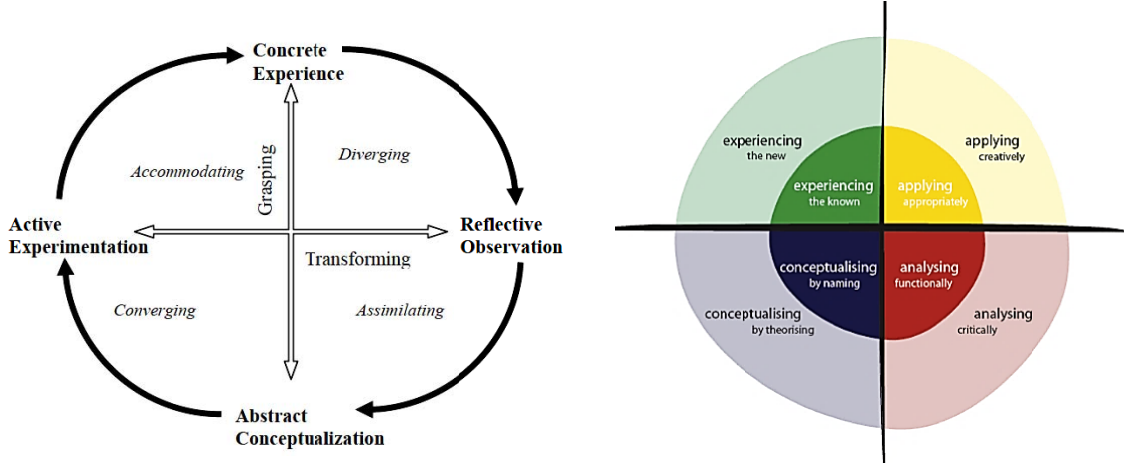 Concrete
Experience
Grasping
Accommodating
Diverging
Active
Experimentation
Reflective
Observation
Transforming
Converging
Assimilating
Abstract
Conceptualization
experiencing
the new
applying
creatively
experiencing
the known
applying
appropriately
conceptualising
by naming
analysing
functionally
conceptualising
by theorising
analysing
critically